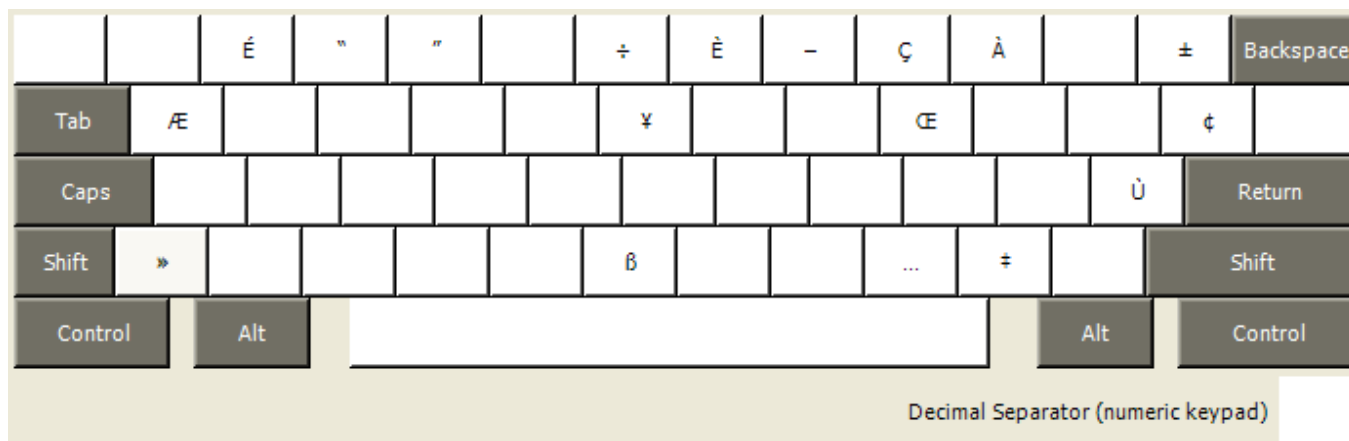 É “ ” ÷ È – Ç À ± Backspace
Tab Æ ¥ Œ ¢
Caps Ù Return
Shift » ß … ‡ Shift
Control Alt Alt Control
Decimal Separator (numeric keypad)